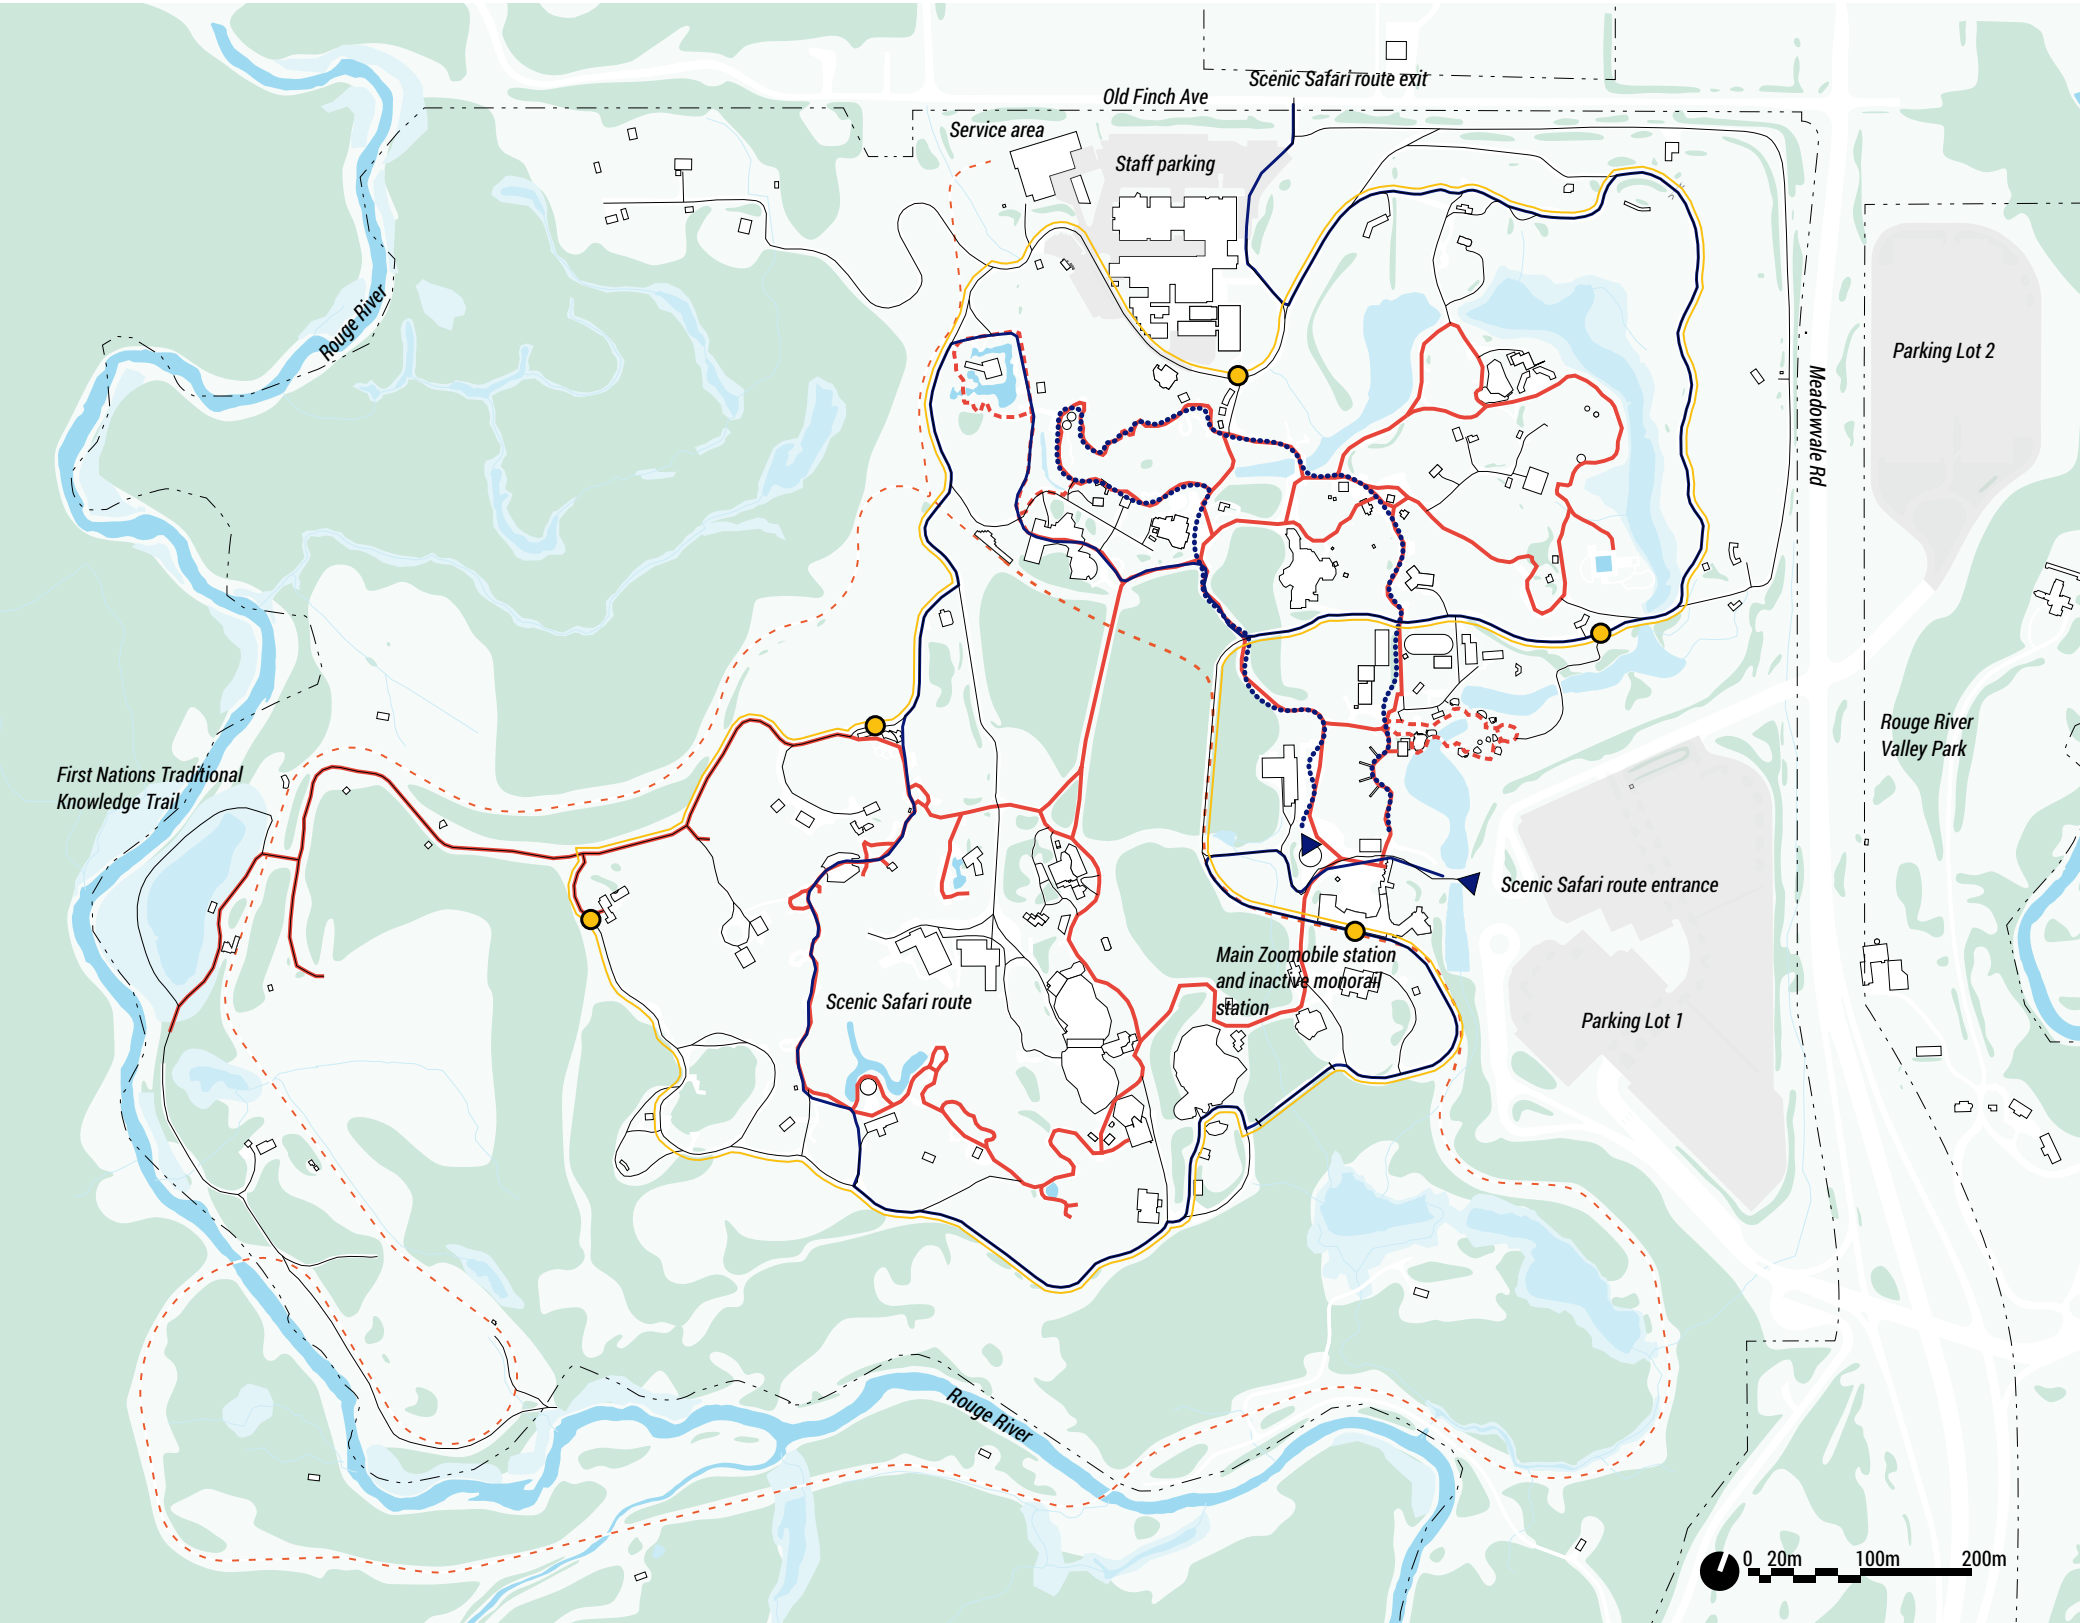 Scenic Safari route exit
Old Finch Ave
Service area
Staff parking
Rouge River
Parking Lot 2
Meadowvale Rd
Rouge River
Valley Park
First Nations Traditional
Knowledge Trail
Scenic Safari route entrance
Main Zoomobile station
and inactive monorail
station
Scenic Safari route
Parking Lot 1
Rouge River
0 20m 100m 200m